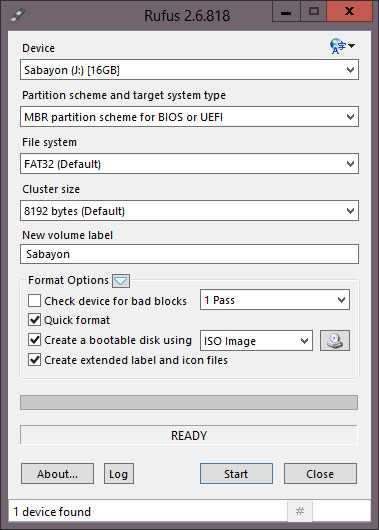 Rufus 2.6.818
Device
Sabayon (J:) [16GB]
Partition scheme and target system type
MBR partition scheme for BIOS or UEFI
File system
FAT32 (Default)
Cluster size
8192 bytes (Default)
New volume label
Sabayon
Format Options
Check device for bad blocks 1 Pass
Quick format
Create a bootable disk using ISO Image
Create extended label and icon files
READY
About... Log Start Close
1 device found #